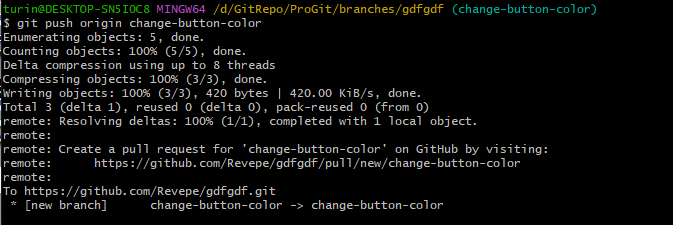 turin@DESKTOP-SN5IOC8 MINGW64 /d/GitRepo/ProGit/branches/gdfgdf (change-button-color)
$ git push origin change-button-color
Enumerating objects: 5, done.
Counting objects: 100% (5/5), done.
Delta compression using up to 8 threads
Compressing objects: 100% (3/3), done.
Writing objects: 100% (3/3), 420 bytes | 420.00 KiB/s, done.
Total 3 (delta 1), reused 0 (delta 0), pack-reused 0 (from 0)
remote: Resolving deltas: 100% (1/1), completed with 1 local object.
remote:
remote: Create a pull request for 'change-button-color' on GitHub by visiting:
remote:      https://github.com/Revepe/gdfgdf/pull/new/change-button-color
remote:
To https://github.com/Revepe/gdfgdf.git
 * [new branch]      change-button-color -> change-button-color